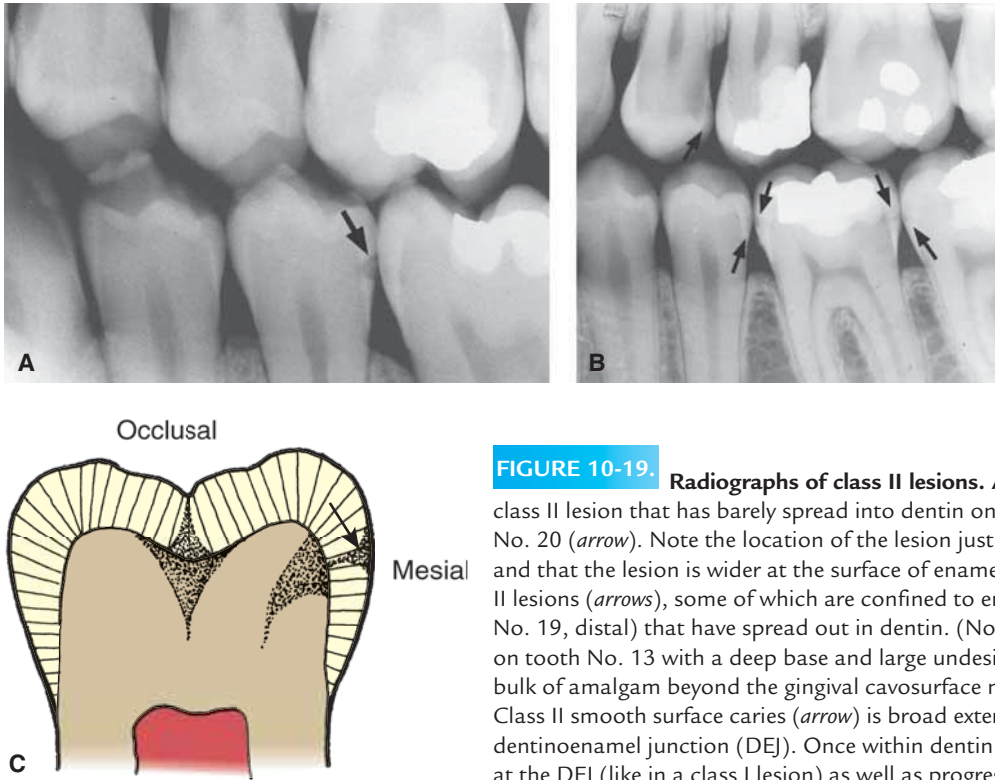 A
B
Occlusal
Mesial
C
FIGURE 10-19. Radiographs of class II lesions.
class II lesion that has barely spread into dentin on
No. 20 (arrow). Note the location of the lesion just
and that the lesion is wider at the surface of
II lesions (arrows), some of which are confined to
No. 19, distal) that have spread out in dentin.
on tooth No. 13 with a deep base and large
bulk of amalgam beyond the gingival cavosurface
Class II smooth surface caries (arrow) is broad
dentinoenamel junction (DEJ). Once within dentin
at the DEJ (like in a class I lesion) as well as